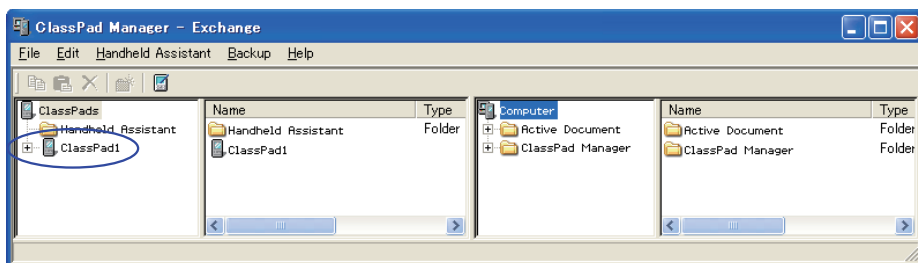 ClassPad Manager - Exchange
File Edit Handheld Assistant Backup Help
ClassPads
Handheld Assistant
ClassPad1
Name Type
Handheld Assistant Folder
ClassPad1
Computer
Active Document
ClassPad Manager
Name Type
Active Document Folder
ClassPad Manager Folder